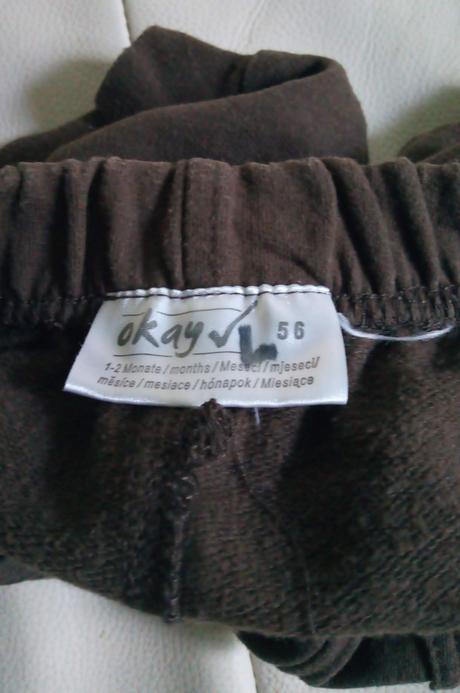 okay✓ L 56
1-2 Monate / months / Meseci / mjeseci/
měsíce / mesiace / hónapok / Miesiące